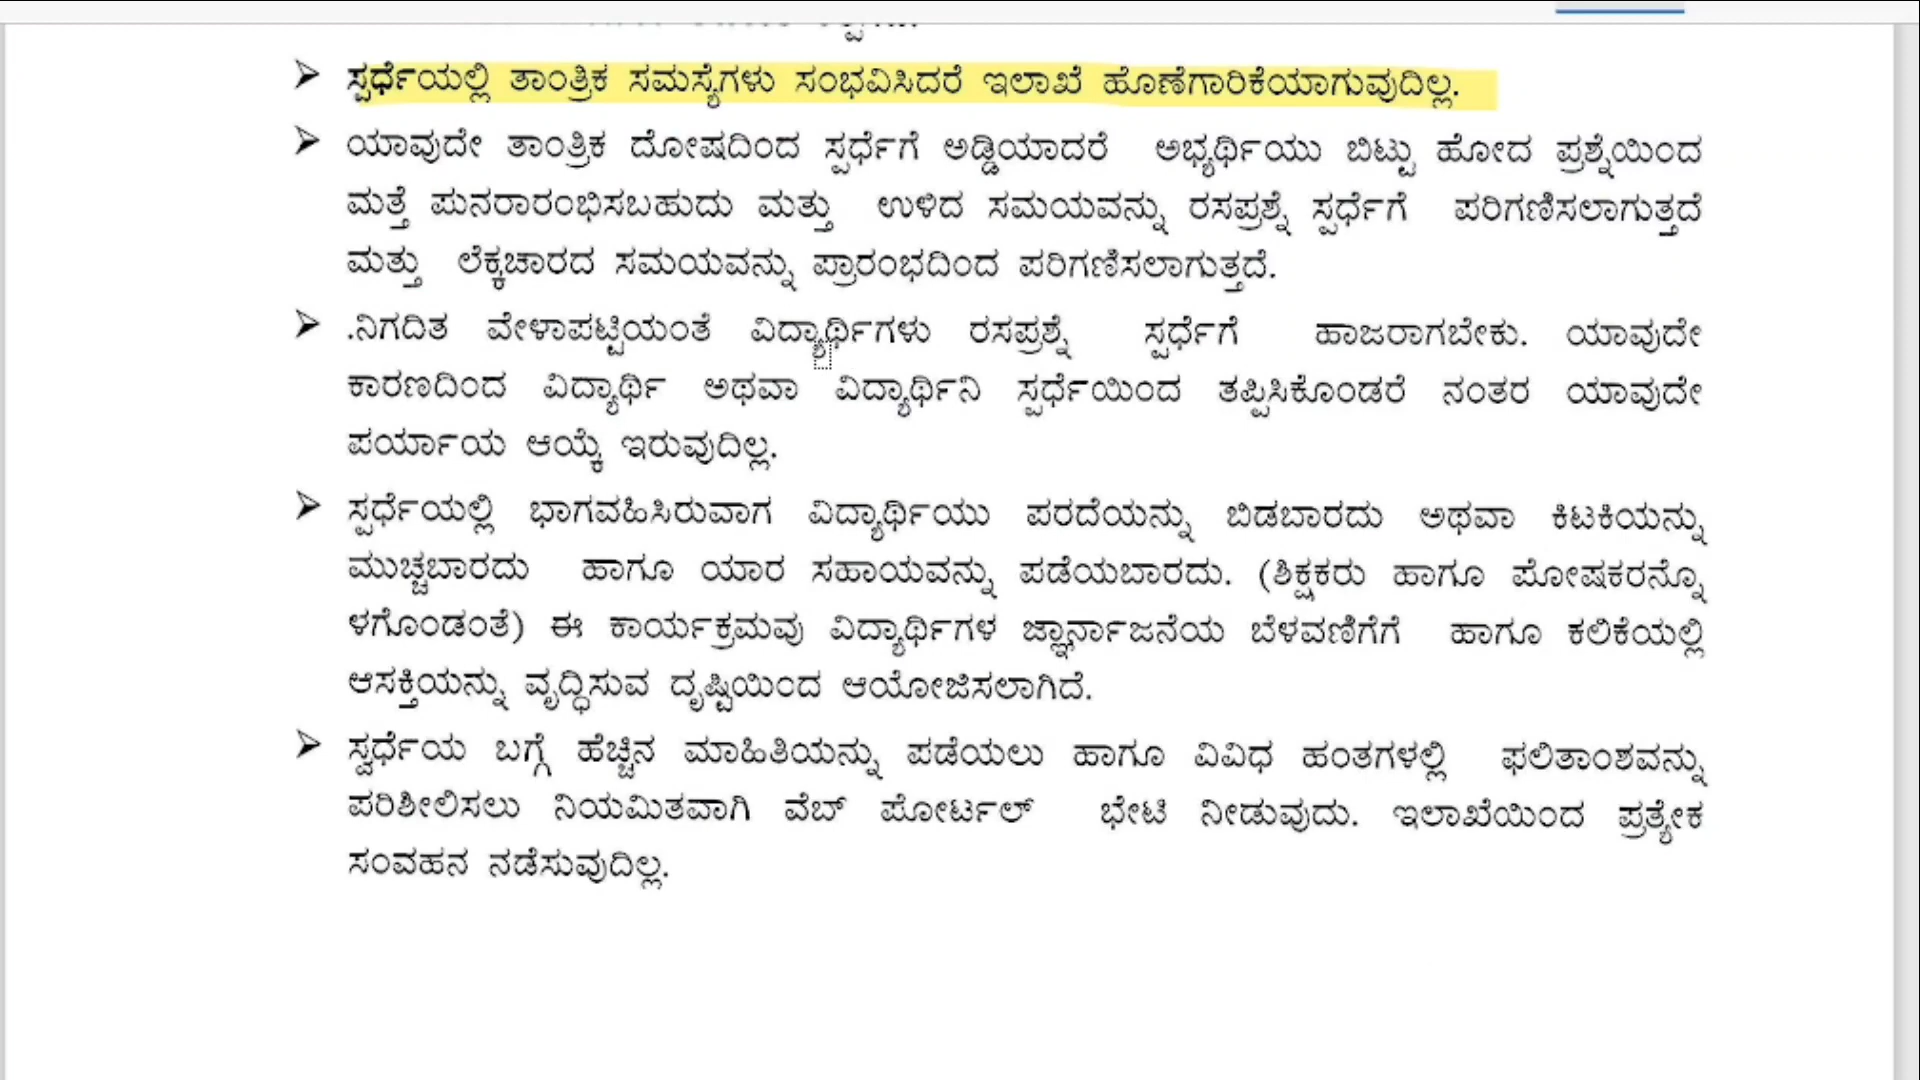 ➢ ಸ್ಪರ್ಧೆಯಲ್ಲಿ ತಾಂತ್ರಿಕ ಸಮಸ್ಯೆಗಳು ಸಂಭವಿಸಿದರೆ ಇಲಾಖೆ ಹೊಣೆಗಾರಿಕೆಯಾಗುವುದಿಲ್ಲ.
➢ ಯಾವುದೇ ತಾಂತ್ರಿಕ ದೋಷದಿಂದ ಸ್ಪರ್ಧೆಗೆ ಅಡ್ಡಿಯಾದರೆ ಅಭ್ಯರ್ಥಿಯು ಬಿಟ್ಟು ಹೋದ ಪ್ರಶ್ನೆಯಿಂದ
ಮತ್ತೆ ಪುನರಾರಂಭಿಸಬಹುದು ಮತ್ತು ಉಳಿದ ಸಮಯವನ್ನು ರಸಪ್ರಶ್ನೆ ಸ್ಪರ್ಧೆಗೆ ಪರಿಗಣಿಸಲಾಗುತ್ತದೆ
ಮತ್ತು ಲೆಕ್ಕಚಾರದ ಸಮಯವನ್ನು ಪ್ರಾರಂಭದಿಂದ ಪರಿಗಣಿಸಲಾಗುತ್ತದೆ.
➢ .ನಿಗದಿತ ವೇಳಾಪಟ್ಟಿಯಂತೆ ವಿದ್ಯಾರ್ಥಿಗಳು ರಸಪ್ರಶ್ನೆ ಸ್ಪರ್ಧೆಗೆ ಹಾಜರಾಗಬೇಕು. ಯಾವುದೇ
ಕಾರಣದಿಂದ ವಿದ್ಯಾರ್ಥಿ ಅಥವಾ ವಿದ್ಯಾರ್ಥಿನಿ ಸ್ಪರ್ಧೆಯಿಂದ ತಪ್ಪಿಸಿಕೊಂಡರೆ ನಂತರ ಯಾವುದೇ
ಪರ್ಯಾಯ ಆಯ್ಕೆ ಇರುವುದಿಲ್ಲ.
➢ ಸ್ಪರ್ಧೆಯಲ್ಲಿ ಭಾಗವಹಿಸಿರುವಾಗ ವಿದ್ಯಾರ್ಥಿಯು ಪರದೆಯನ್ನು ಬಿಡಬಾರದು ಅಥವಾ ಕಿಟಕಿಯನ್ನು
ಮುಚ್ಚಬಾರದು ಹಾಗೂ ಯಾರ ಸಹಾಯವನ್ನು ಪಡೆಯಬಾರದು. (ಶಿಕ್ಷಕರು ಹಾಗೂ ಪೋಷಕರನ್ನೊ
ಳಗೊಂಡಂತೆ) ಈ ಕಾರ್ಯಕ್ರಮವು ವಿದ್ಯಾರ್ಥಿಗಳ ಜ್ಞಾರ್ನಾಜನೆಯ ಬೆಳವಣಿಗೆಗೆ ಹಾಗೂ ಕಲಿಕೆಯಲ್ಲಿ
ಆಸಕ್ತಿಯನ್ನು ವೃದ್ಧಿಸುವ ದೃಷ್ಟಿಯಿಂದ ಆಯೋಜಿಸಲಾಗಿದೆ.
➢ ಸ್ವರ್ಧೆಯ ಬಗ್ಗೆ ಹೆಚ್ಚಿನ ಮಾಹಿತಿಯನ್ನು ಪಡೆಯಲು ಹಾಗೂ ವಿವಿಧ ಹಂತಗಳಲ್ಲಿ ಫಲಿತಾಂಶವನ್ನು
ಪರಿಶೀಲಿಸಲು ನಿಯಮಿತವಾಗಿ ವೆಬ್ ಪೋರ್ಟಲ್ ಭೇಟಿ ನೀಡುವುದು. ಇಲಾಖೆಯಿಂದ ಪ್ರತ್ಯೇಕ
ಸಂವಹನ ನಡೆಸುವುದಿಲ್ಲ.